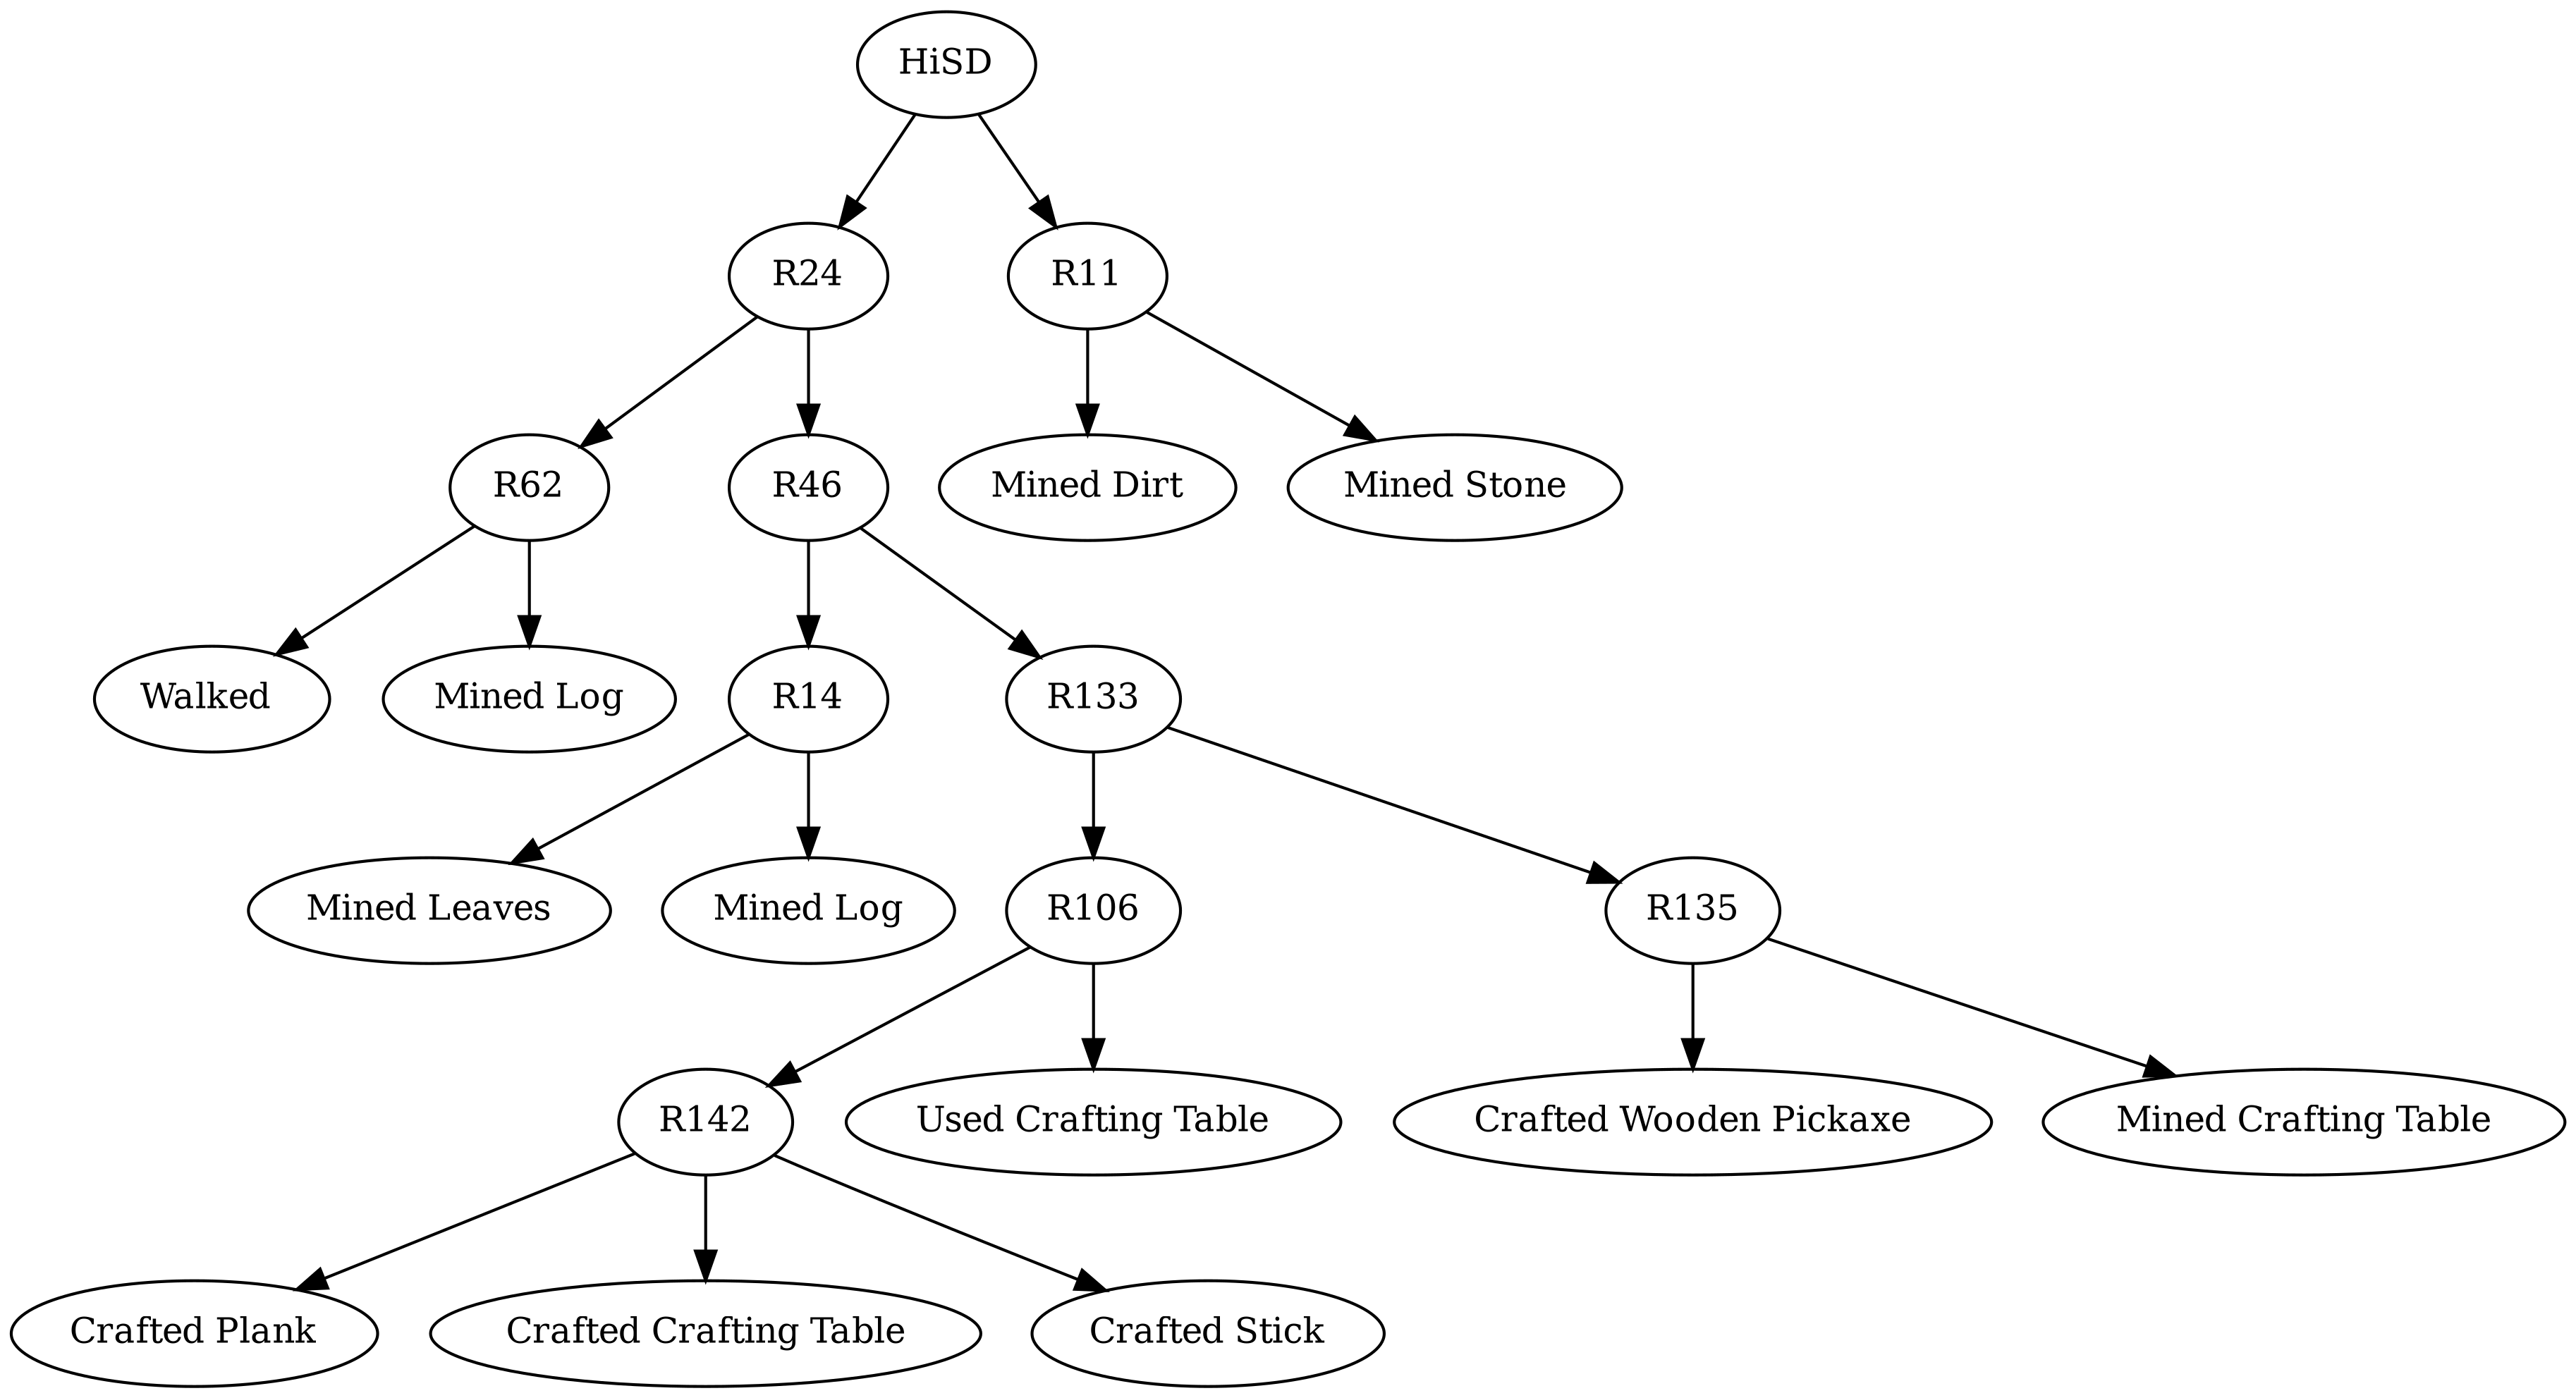 HiSD
R24
R11
R62
R46
Mined Dirt
Mined Stone
Walked
Mined Log
R14
R133
Mined Leaves
Mined Log
R106
R135
R142
Used Crafting Table
Crafted Wooden Pickaxe
Mined Crafting Table
Crafted Plank
Crafted Crafting Table
Crafted Stick